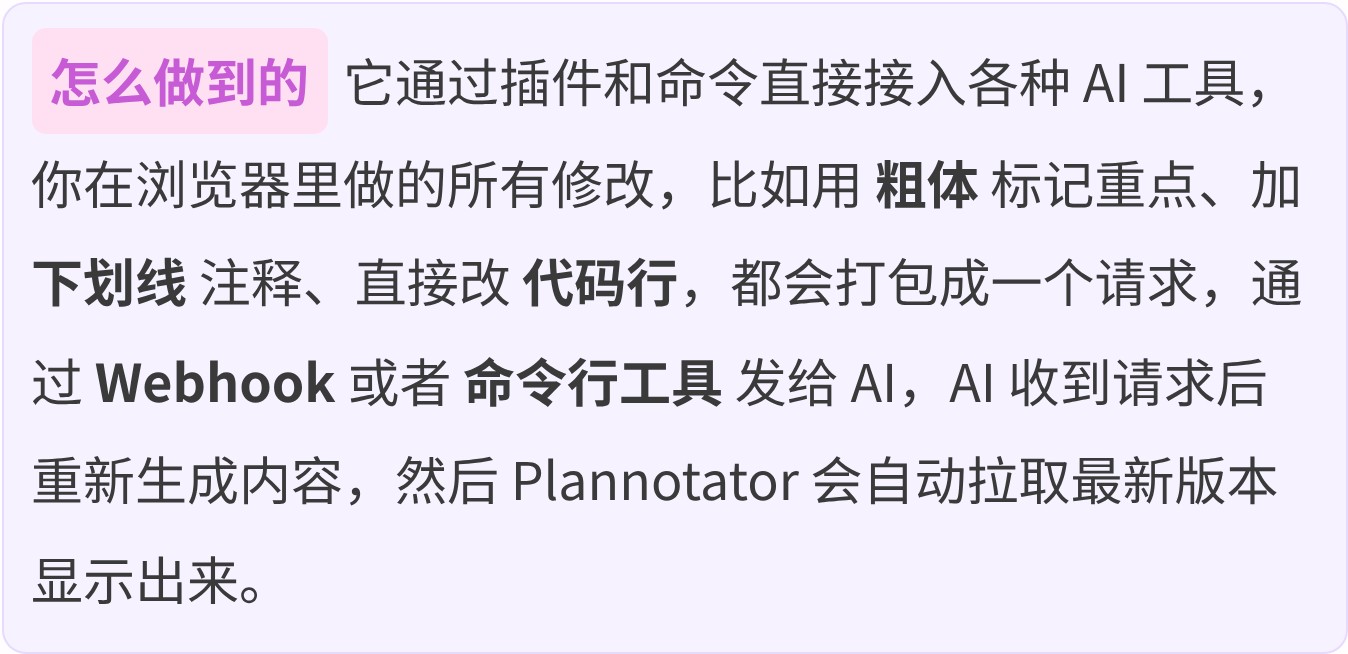 怎么做到的 它通过插件和命令直接接入各种 AI 工具，
你在浏览器里做的所有修改，比如用 粗体 标记重点、加
下划线 注释、直接改 代码行，都会打包成一个请求，通
过 Webhook 或者 命令行工具 发给 AI，AI 收到请求后
重新生成内容，然后 Plannotator 会自动拉取最新版本
显示出来。